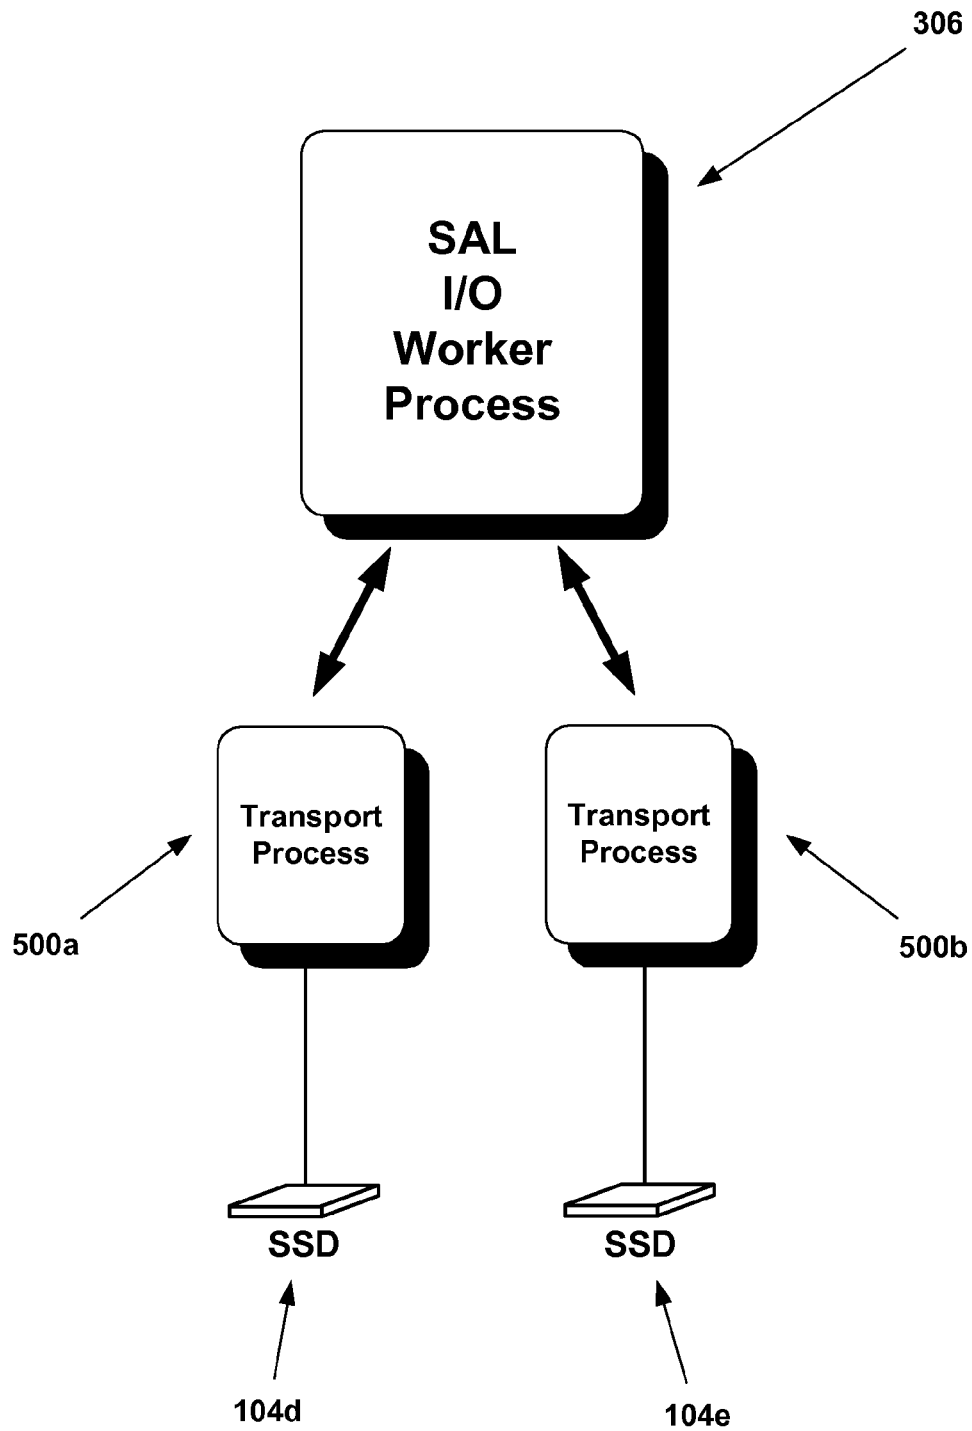 306
SAL
I/O
Worker
Process
Transport
Process
Transport
Process
500a
500b
SSD
SSD
104d
104e